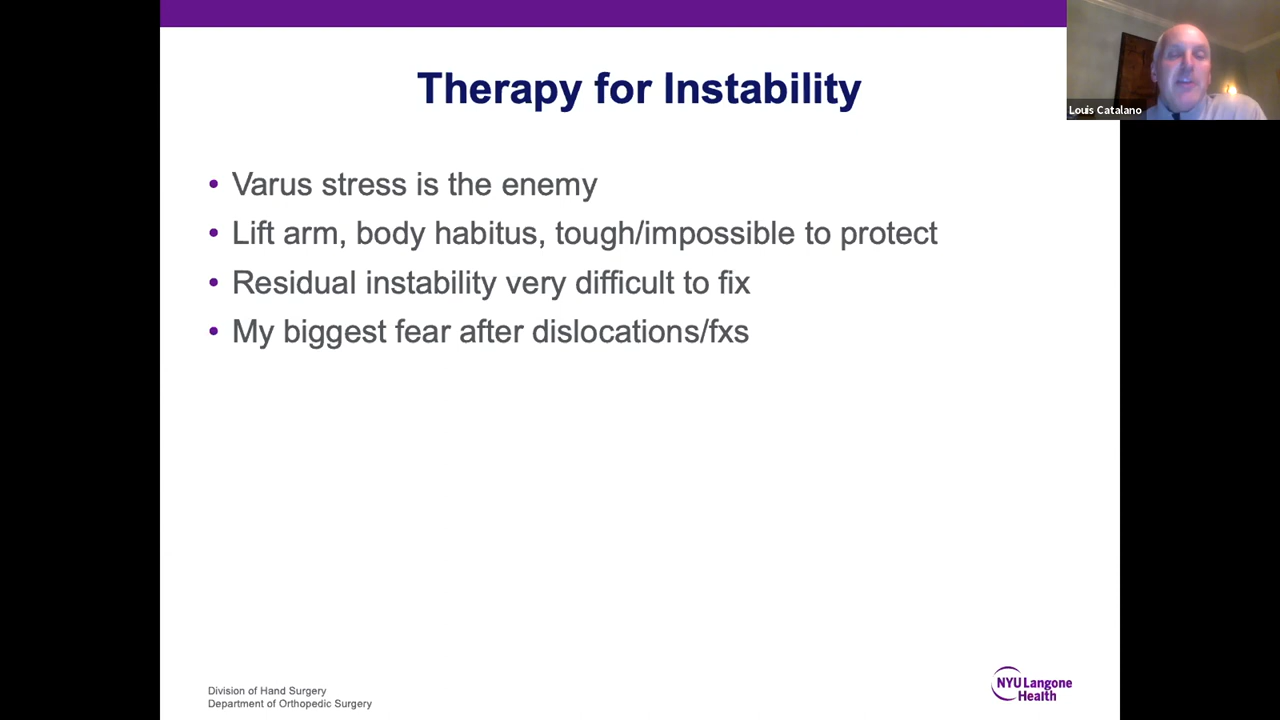 Therapy for Instability
Louis Catalano
• Varus stress is the enemy
• Lift arm, body habitus, tough/impossible to protect
• Residual instability very difficult to fix
• My biggest fear after dislocations/fxs
Division of Hand Surgery
Department of Orthopedic Surgery
NYU Langone
Health